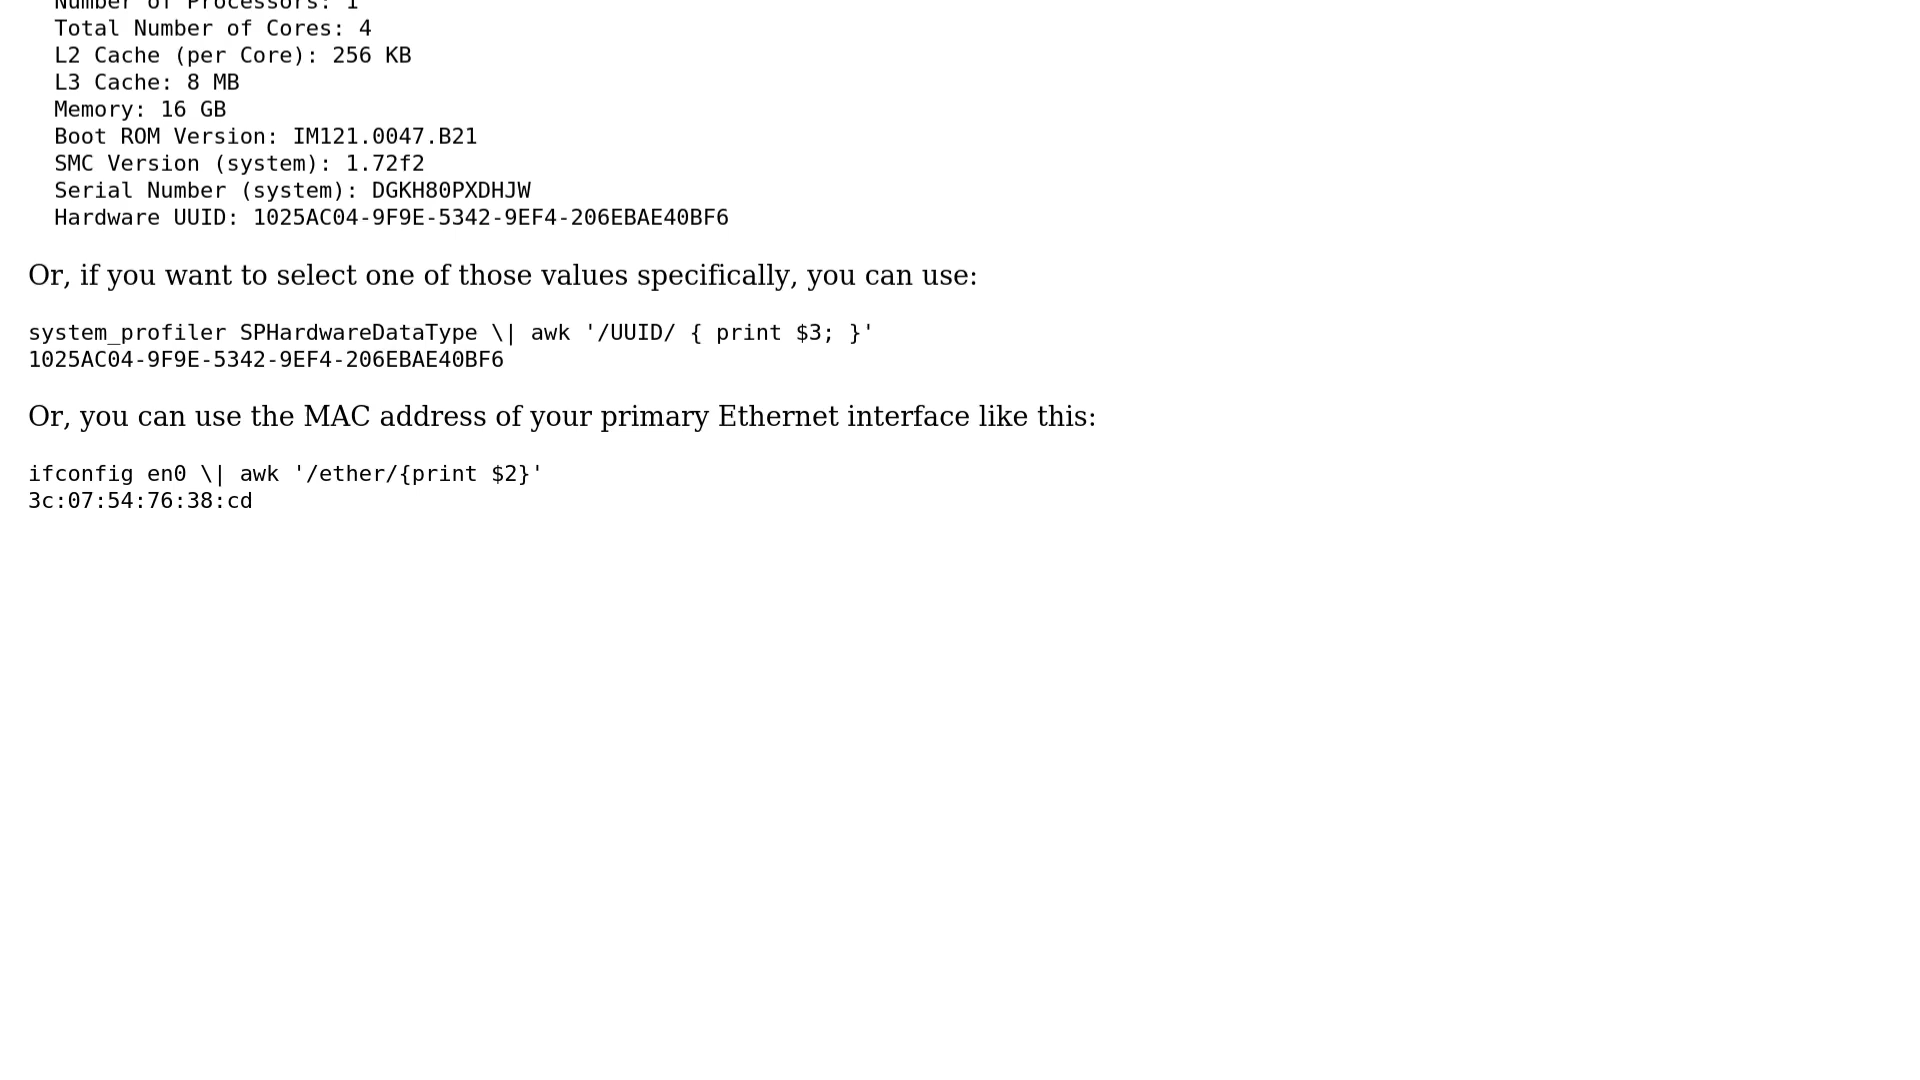 Number of Processors: 1
Total Number of Cores: 4
L2 Cache (per Core): 256 KB
L3 Cache: 8 MB
Memory: 16 GB
Boot ROM Version: IM121.0047.B21
SMC Version (system): 1.72f2
Serial Number (system): DGKH80PXDHJW
Hardware UUID: 1025AC04-9F9E-5342-9EF4-206EBAE40BF6
Or, if you want to select one of those values specifically, you can use:
system_profiler SPHardwareDataType \| awk '/UUID/ { print $3; }'
1025AC04-9F9E-5342-9EF4-206EBAE40BF6
Or, you can use the MAC address of your primary Ethernet interface like this:
ifconfig en0 \| awk '/ether/{print $2}'
3c:07:54:76:38:cd